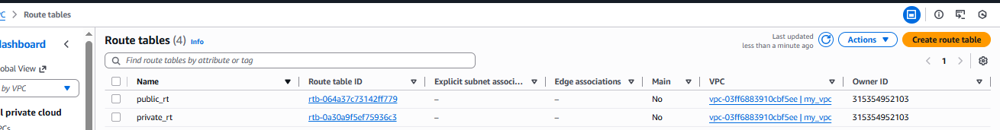 PC > Route tables
dashboard
Route tables (4) Info
Last updated
less than a minute ago
Actions
Create route table
Find route tables by attribute or tag
1
obal View
by VPC
Name Route table ID Explicit subnet associ... Edge associations Main VPC Owner ID
public_rt rtb-064a37c73142ff779 – – No vpc-03ff6883910cbf5ee | my_vpc 315354952103
private_rt rtb-0a30a9f5ef75936c3 – – No vpc-03ff6883910cbf5ee | my_vpc 315354952103
l private cloud
PCs